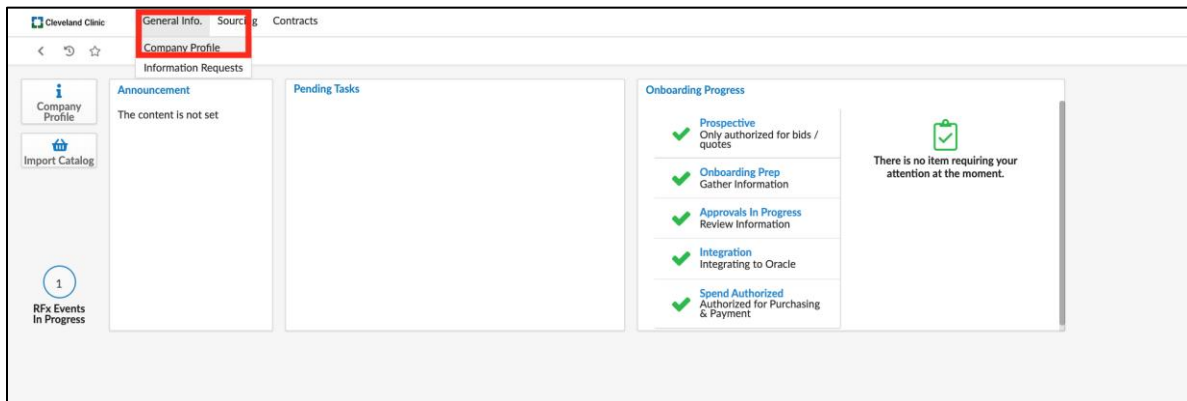 Cleveland Clinic
General Info. Sourcing Contracts
Company Profile
Information Requests
Company
Profile
Import Catalog
1
RFx Events
In Progress
Announcement
The content is not set
Pending Tasks
Onboarding Progress
Prospective
Only authorized for bids /
quotes
Onboarding Prep
Gather Information
Approvals In Progress
Review Information
Integration
Integrating to Oracle
Spend Authorized
Authorized for Purchasing
& Payment
There is no item requiring your
attention at the moment.